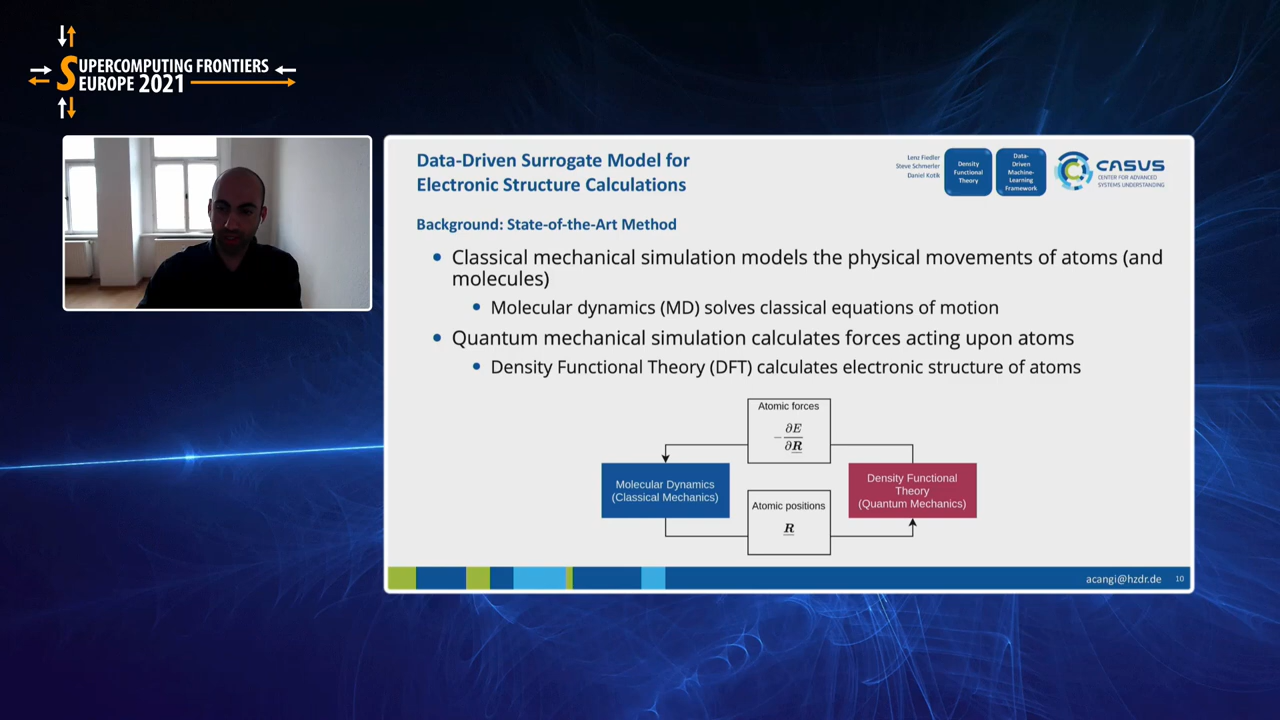 SUPERCOMPUTING FRONTIERS
EUROPE 2021
Data-Driven Surrogate Model for
Electronic Structure Calculations
Lenz Fiedler
Steve Schmerler
Daniel Kotik
Density
Functional
Theory
Data-
Driven
Machine-
Learning
Framework
CASUS
CENTER FOR ADVANCED
SYSTEMS UNDERSTANDING
Background: State-of-the-Art Method
• Classical mechanical simulation models the physical movements of atoms (and
molecules)
• Molecular dynamics (MD) solves classical equations of motion
• Quantum mechanical simulation calculates forces acting upon atoms
• Density Functional Theory (DFT) calculates electronic structure of atoms
Atomic forces
−∂E/∂R
Molecular Dynamics
(Classical Mechanics)
Density Functional
Theory
(Quantum Mechanics)
Atomic positions
R
acangi@hzdr.de 10